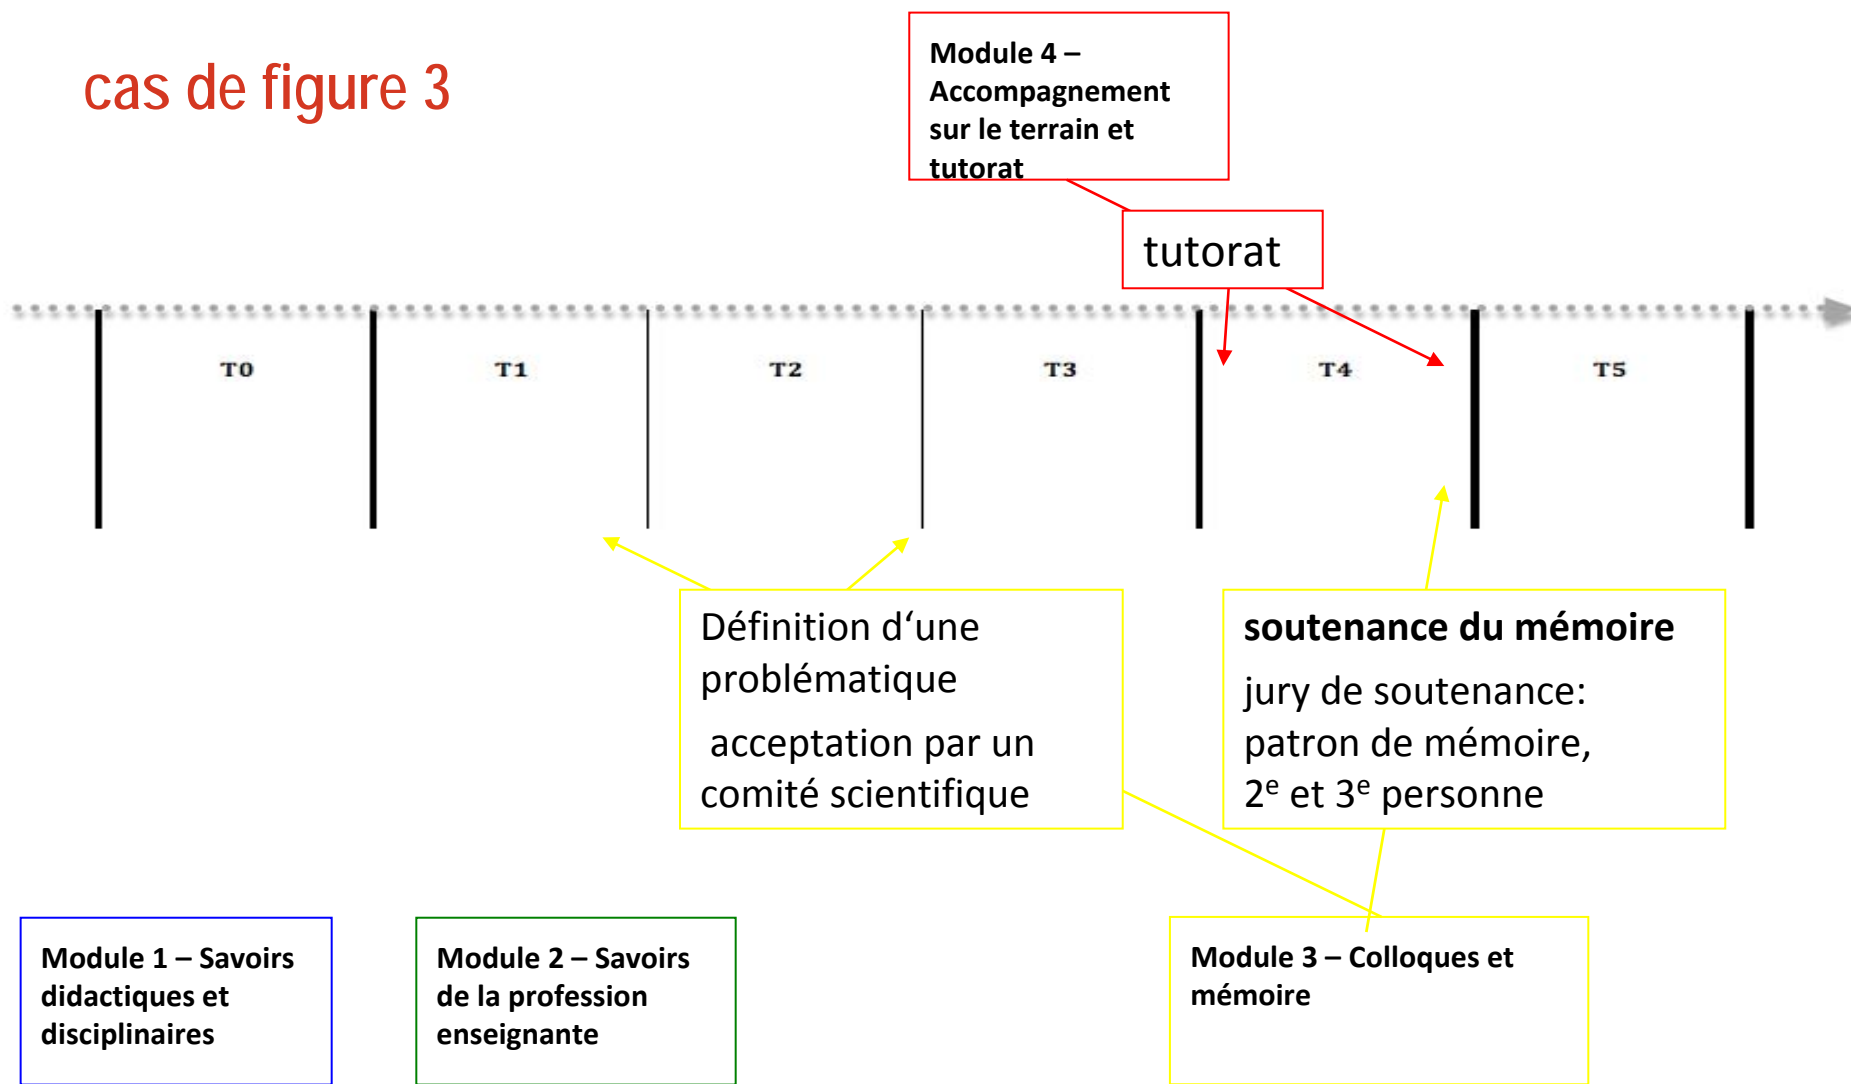 cas de figure 3
Module 4 –
Accompagnement
sur le terrain et
tutorat
tutorat
T0
T1
T2
T3
T4
T5
Définition d‘une
problématique
acceptation par un
comité scientifique
soutenance du mémoire
jury de soutenance:
patron de mémoire,
2ᵉ et 3ᵉ personne
Module 1 – Savoirs
didactiques et
disciplinaires
Module 2 – Savoirs
de la profession
enseignante
Module 3 – Colloques et
mémoire